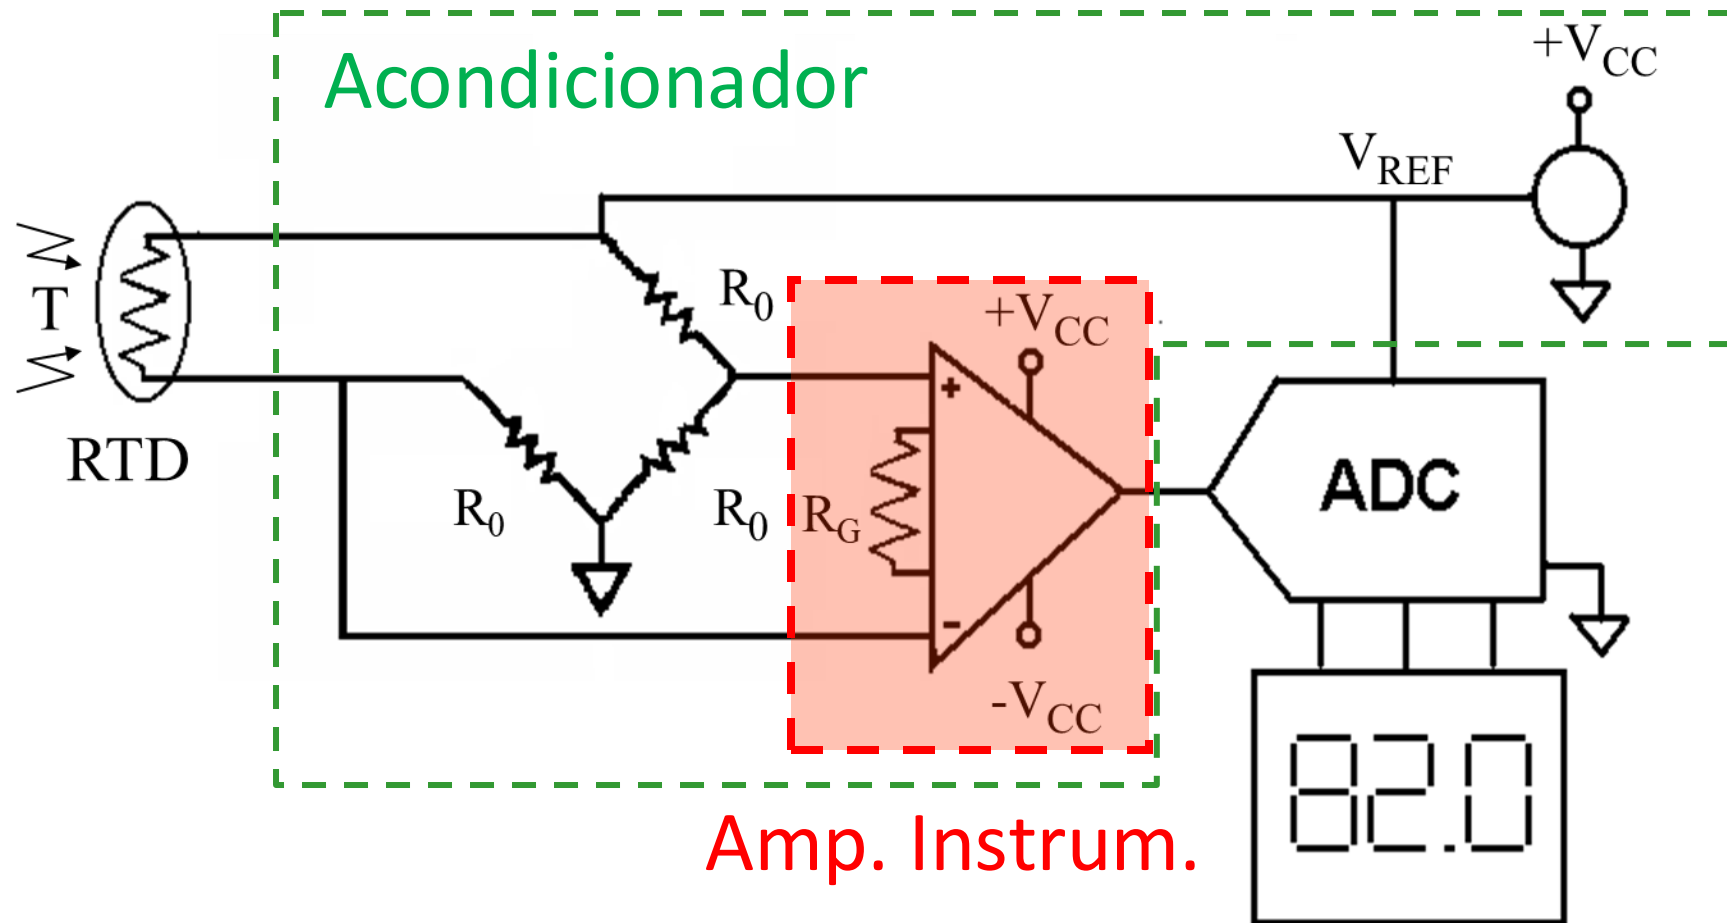 Acondicionador
+VCC
VREF
T
R0
+VCC
RTD
R0
R0
RG
+
-
ADC
-VCC
82.0
Amp. Instrum.